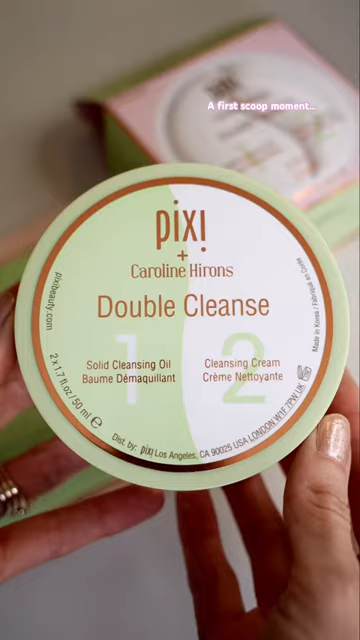 A first scoop moment...
pixi
+
Caroline Hirons
Double Cleanse
1
Solid Cleansing Oil
Baume Démaquillant
2
Cleansing Cream
Crème Nettoyante
pixibeauty.com
2 x 1.7 fl.oz/50 ml ℮
Dist. by: pixi Los Angeles, CA 90025 USA LONDON W1F 7PN UK
Made in Korea / Fabriqué en Corée